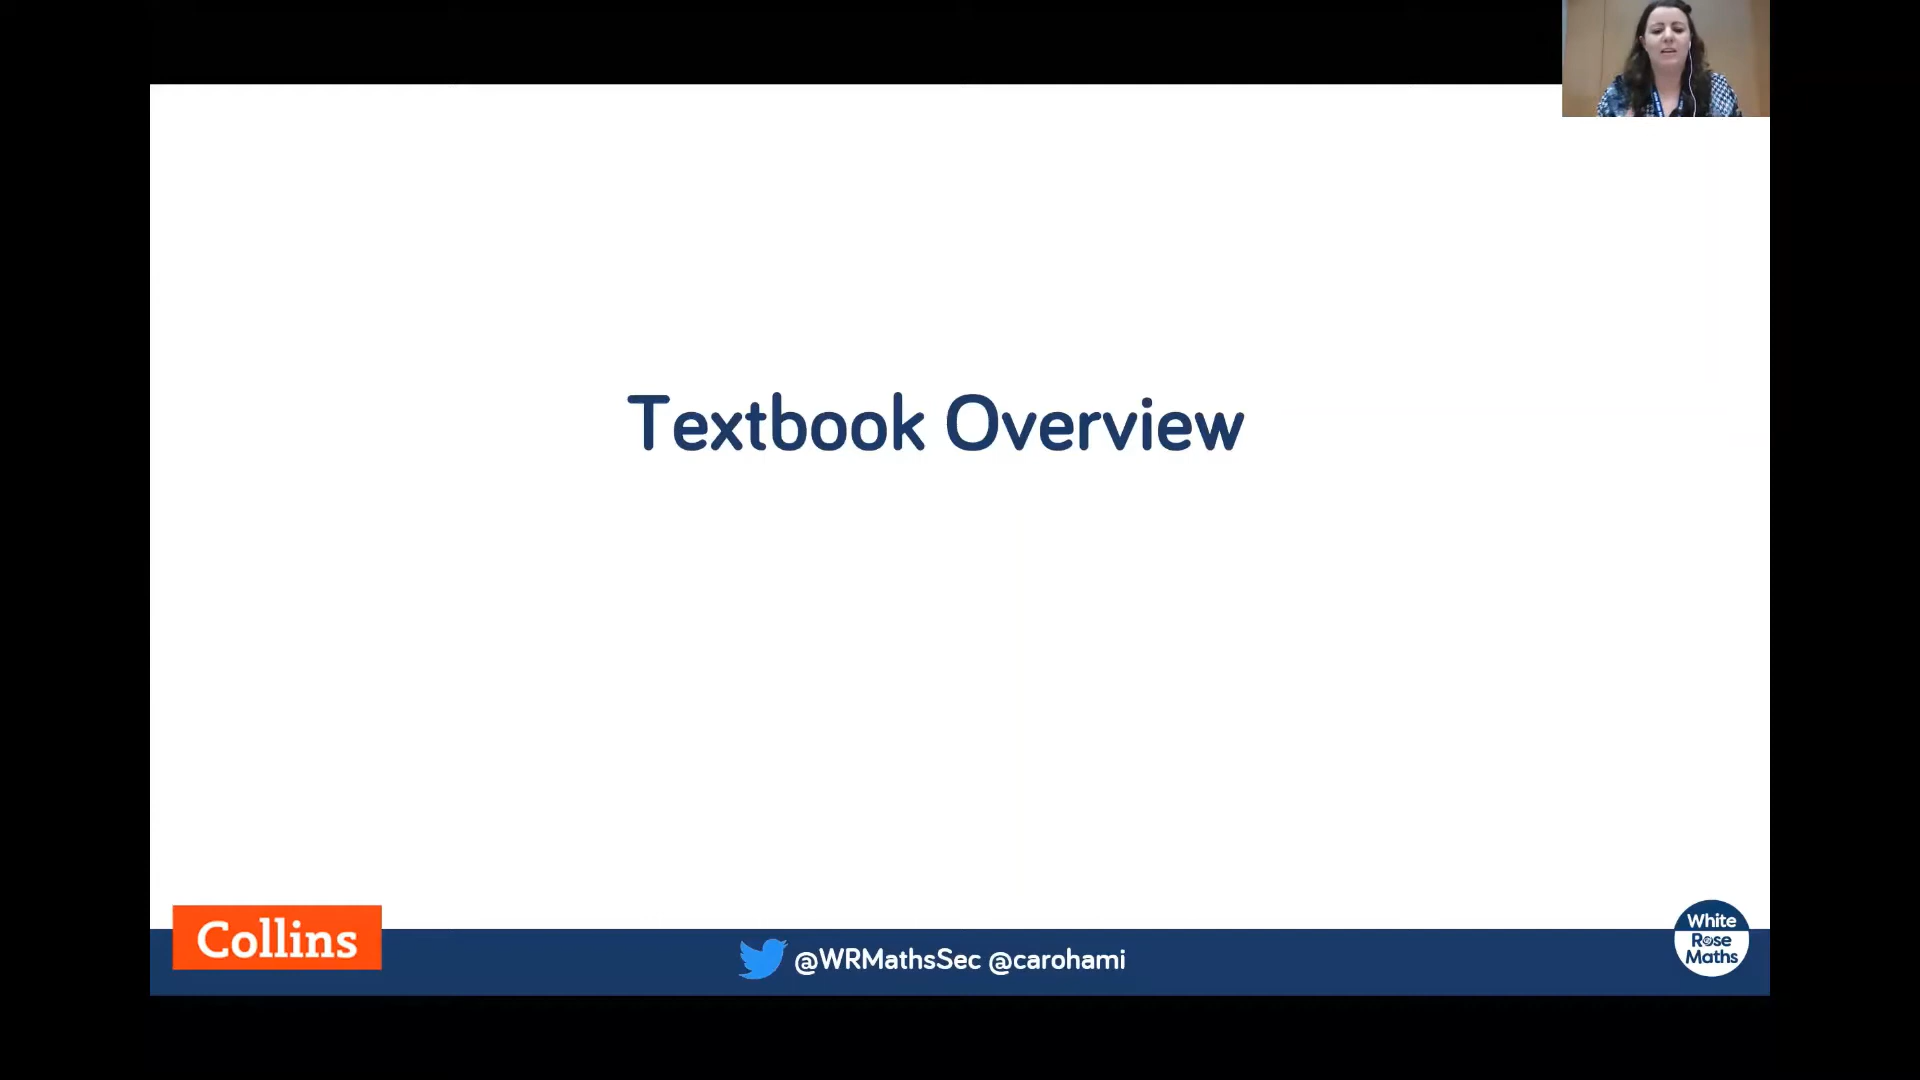 Textbook Overview
Collins
@WRMathsSec @carohami
White
Rose
Maths